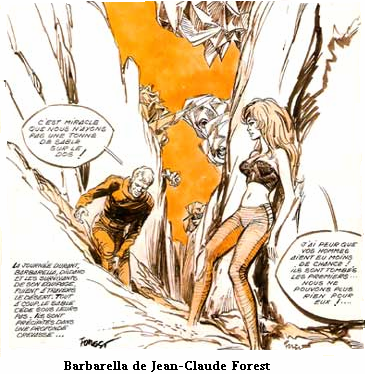 C'EST MIRACLE
QUE NOUS N'AYONS
PAS UNE TONNE
DE SABLE
SUR LE
DOS !
J'AI PEUR QUE
VOS HOMMES
AIENT EU MOINS
DE CHANCE !
ILS SONT TOMBÉS
LES PREMIERS...
NOUS NE
POUVONS PLUS
RIEN POUR
EUX !....
LA JOURNÉE DURANT,
BARBARELLA, DILDANO
ET LES SURVIVANTS
DE SON ÉQUIPAGE,
FUIENT À TRAVERS
LE DÉSERT. TOUT
À COUP, LE SABLE
CÈDE SOUS LEURS
PAS. ILS SONT
PRÉCIPITÉS DANS
UNE PROFONDE
CREVASSE...
FOREST
Barbarella de Jean-Claude Forest